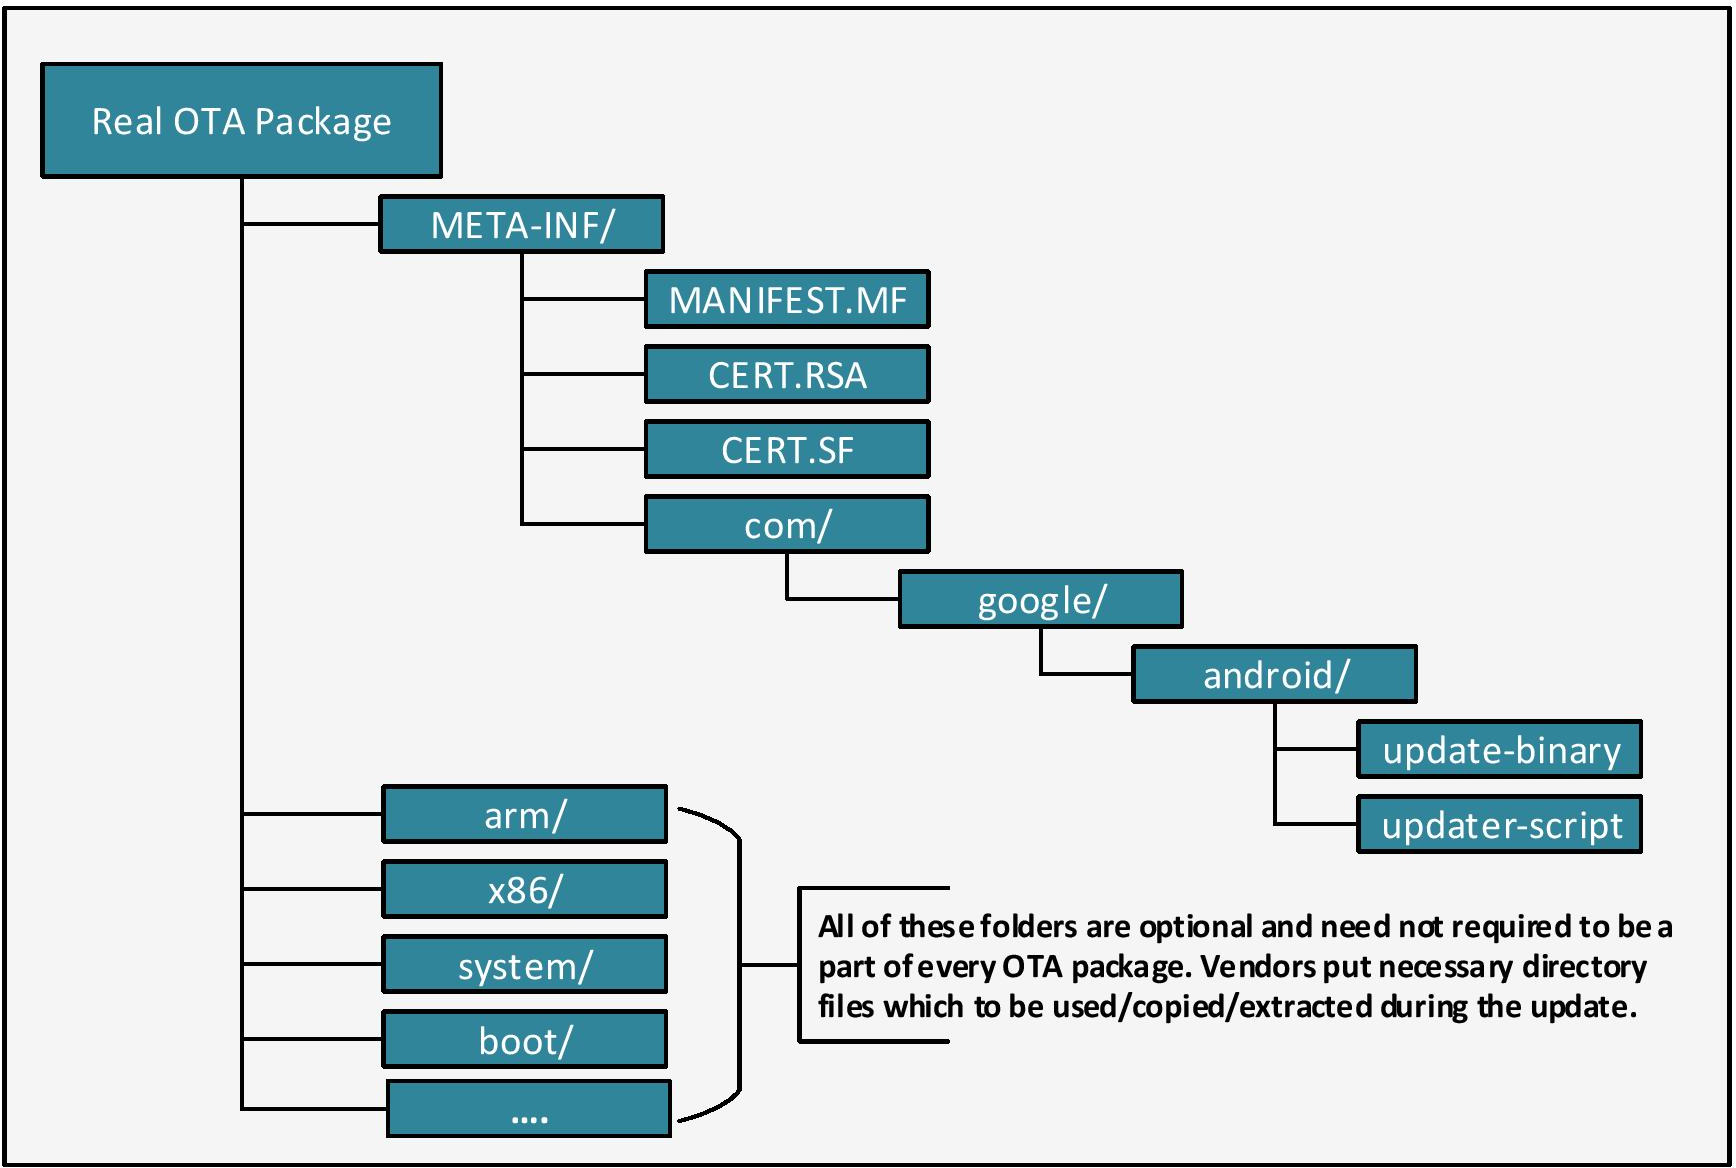 Real OTA Package
META-INF/
MANIFEST.MF
CERT.RSA
CERT.SF
com/
google/
android/
update-binary
updater-script
arm/
x86/
system/
boot/
....
All of these folders are optional and need not required to be a
part of every OTA package. Vendors put necessary directory
files which to be used/copied/extracted during the update.